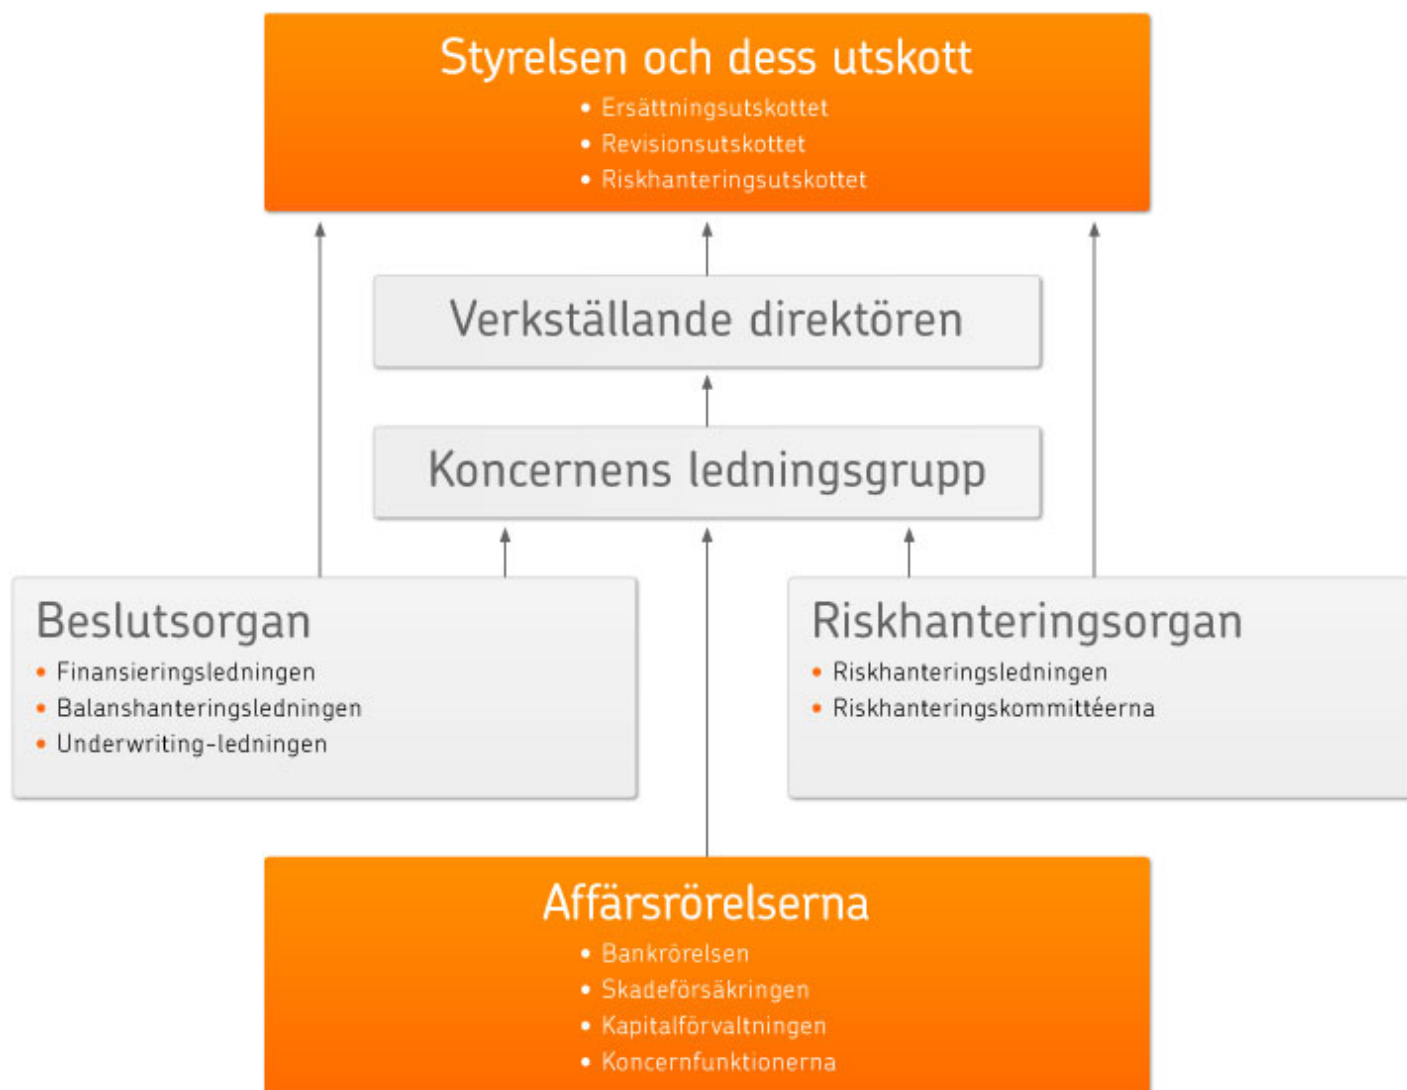 Styrelsen och dess utskott
• Ersättningsutskottet
• Revisionsutskottet
• Riskhanteringsutskottet
Verkställande direktören
Koncernens ledningsgrupp
Beslutsorgan
• Finansieringsledningen
• Balanshanteringsledningen
• Underwriting-ledningen
Riskhanteringsorgan
• Riskhanteringsledningen
• Riskhanteringskommittéerna
Affärsrörelserna
• Bankrörelsen
• Skadeförsäkringen
• Kapitalförvaltningen
• Koncernfunktionerna